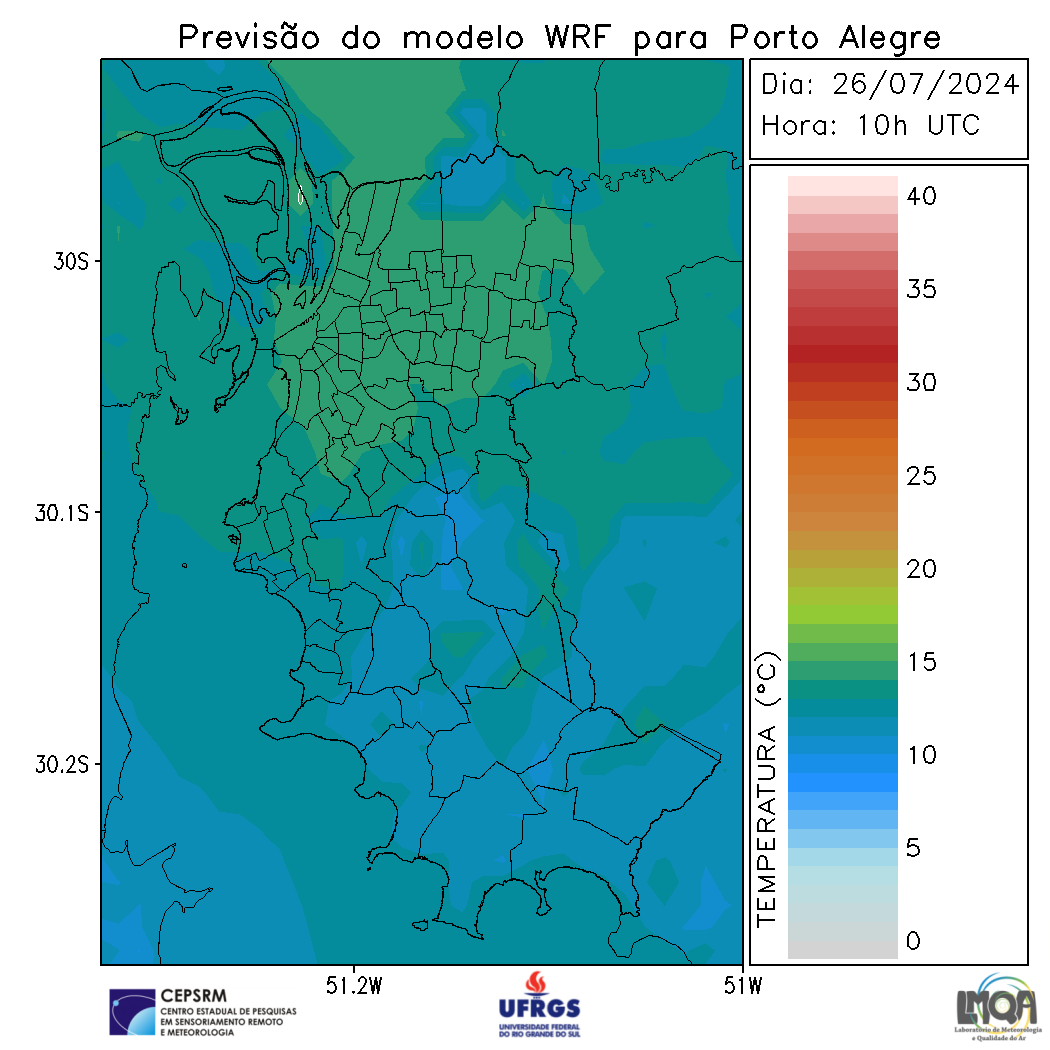 Previsão do modelo WRF para Porto Alegre
Dia: 26/07/2024
Hora: 10h UTC
30S
30.1S
30.2S
51.2W
51W
TEMPERATURA (°C)
40
35
30
25
20
15
10
5
0
CEPSRM
CENTRO ESTADUAL DE PESQUISAS
EM SENSORIAMENTO REMOTO
E METEOROLOGIA
UFRGS
UNIVERSIDADE FEDERAL
DO RIO GRANDE DO SUL
LMQA
Laboratório de Meteorologia
e Qualidade do Ar